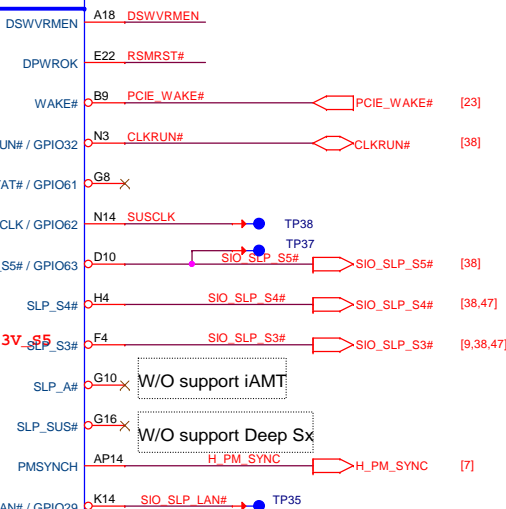 DSWVRMEN A18 DSWVRMEN
DPWROK E22 RSMRST#
WAKE# B9 PCIE_WAKE# PCIE_WAKE# [23]
UN# / GPIO32 N3 CLKRUN# CLKRUN# [38]
AT# / GPIO61 G8
CLK / GPIO62 N14 SUSCLK TP38
TP37
S5# / GPIO63 D10 SIO_SLP_S5# SIO_SLP_S5# [38]
SLP_S4# H4 SIO_SLP_S4# SIO_SLP_S4# [38,47]
3V_S5 SLP_S3# F4 SIO_SLP_S3# SIO_SLP_S3# [9,38,47]
SLP_A# G10 W/O support iAMT
SLP_SUS# G16 W/O support Deep Sx
PMSYNCH AP14 H_PM_SYNC H_PM_SYNC [7]
AN# / GPIO29 K14 SIO_SLP_LAN# TP35